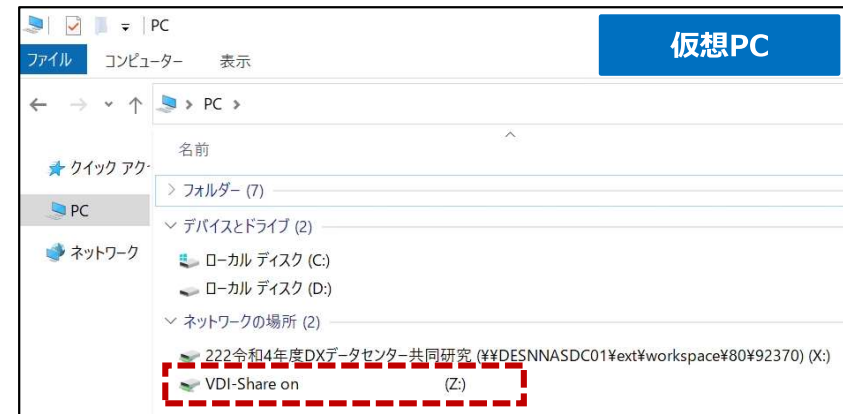 PC
仮想PC
ファイル コンピューター 表示
PC
名前
クイック アク
フォルダー (7)
PC
デバイスとドライブ (2)
ネットワーク
ローカル ディスク (C:)
ローカル ディスク (D:)
ネットワークの場所 (2)
222令和4年度DXデータセンター共同研究 (¥¥DESNNASDC01¥ext¥workspace¥80¥92370) (X:)
VDI-Share on (Z:)